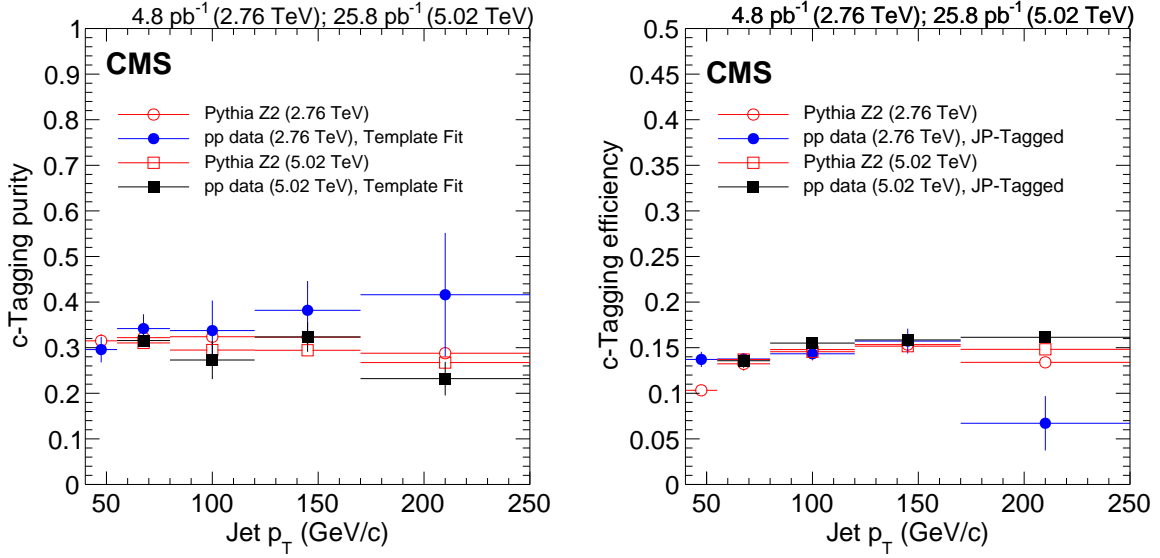 4.8 pb⁻¹ (2.76 TeV); 25.8 pb⁻¹ (5.02 TeV)
CMS
Pythia Z2 (2.76 TeV)
pp data (2.76 TeV), Template Fit
Pythia Z2 (5.02 TeV)
pp data (5.02 TeV), Template Fit
c-Tagging purity
1
0.9
0.8
0.7
0.6
0.5
0.4
0.3
0.2
0.1
0
50 100 150 200 250
Jet p_T (GeV/c)
4.8 pb⁻¹ (2.76 TeV); 25.8 pb⁻¹ (5.02 TeV)
CMS
Pythia Z2 (2.76 TeV)
pp data (2.76 TeV), JP-Tagged
Pythia Z2 (5.02 TeV)
pp data (5.02 TeV), JP-Tagged
c-Tagging efficiency
0.5
0.45
0.4
0.35
0.3
0.25
0.2
0.15
0.1
0.05
0
50 100 150 200 250
Jet p_T (GeV/c)